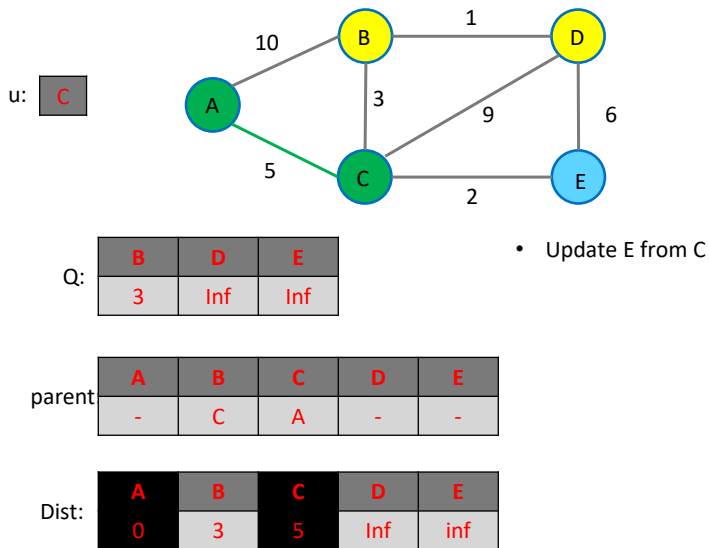 10
B
1
D
u: C
A
3
9
6
5
C
2
E
• Update E from C
Q:
B D E
3 Inf Inf
parent
A B C D E
- C A - -
Dist:
A B C D E
0 3 5 Inf inf